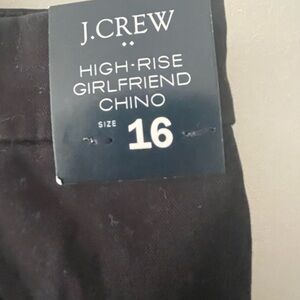 J.CREW
HIGH-RISE
GIRLFRIEND
CHINO
SIZE 16